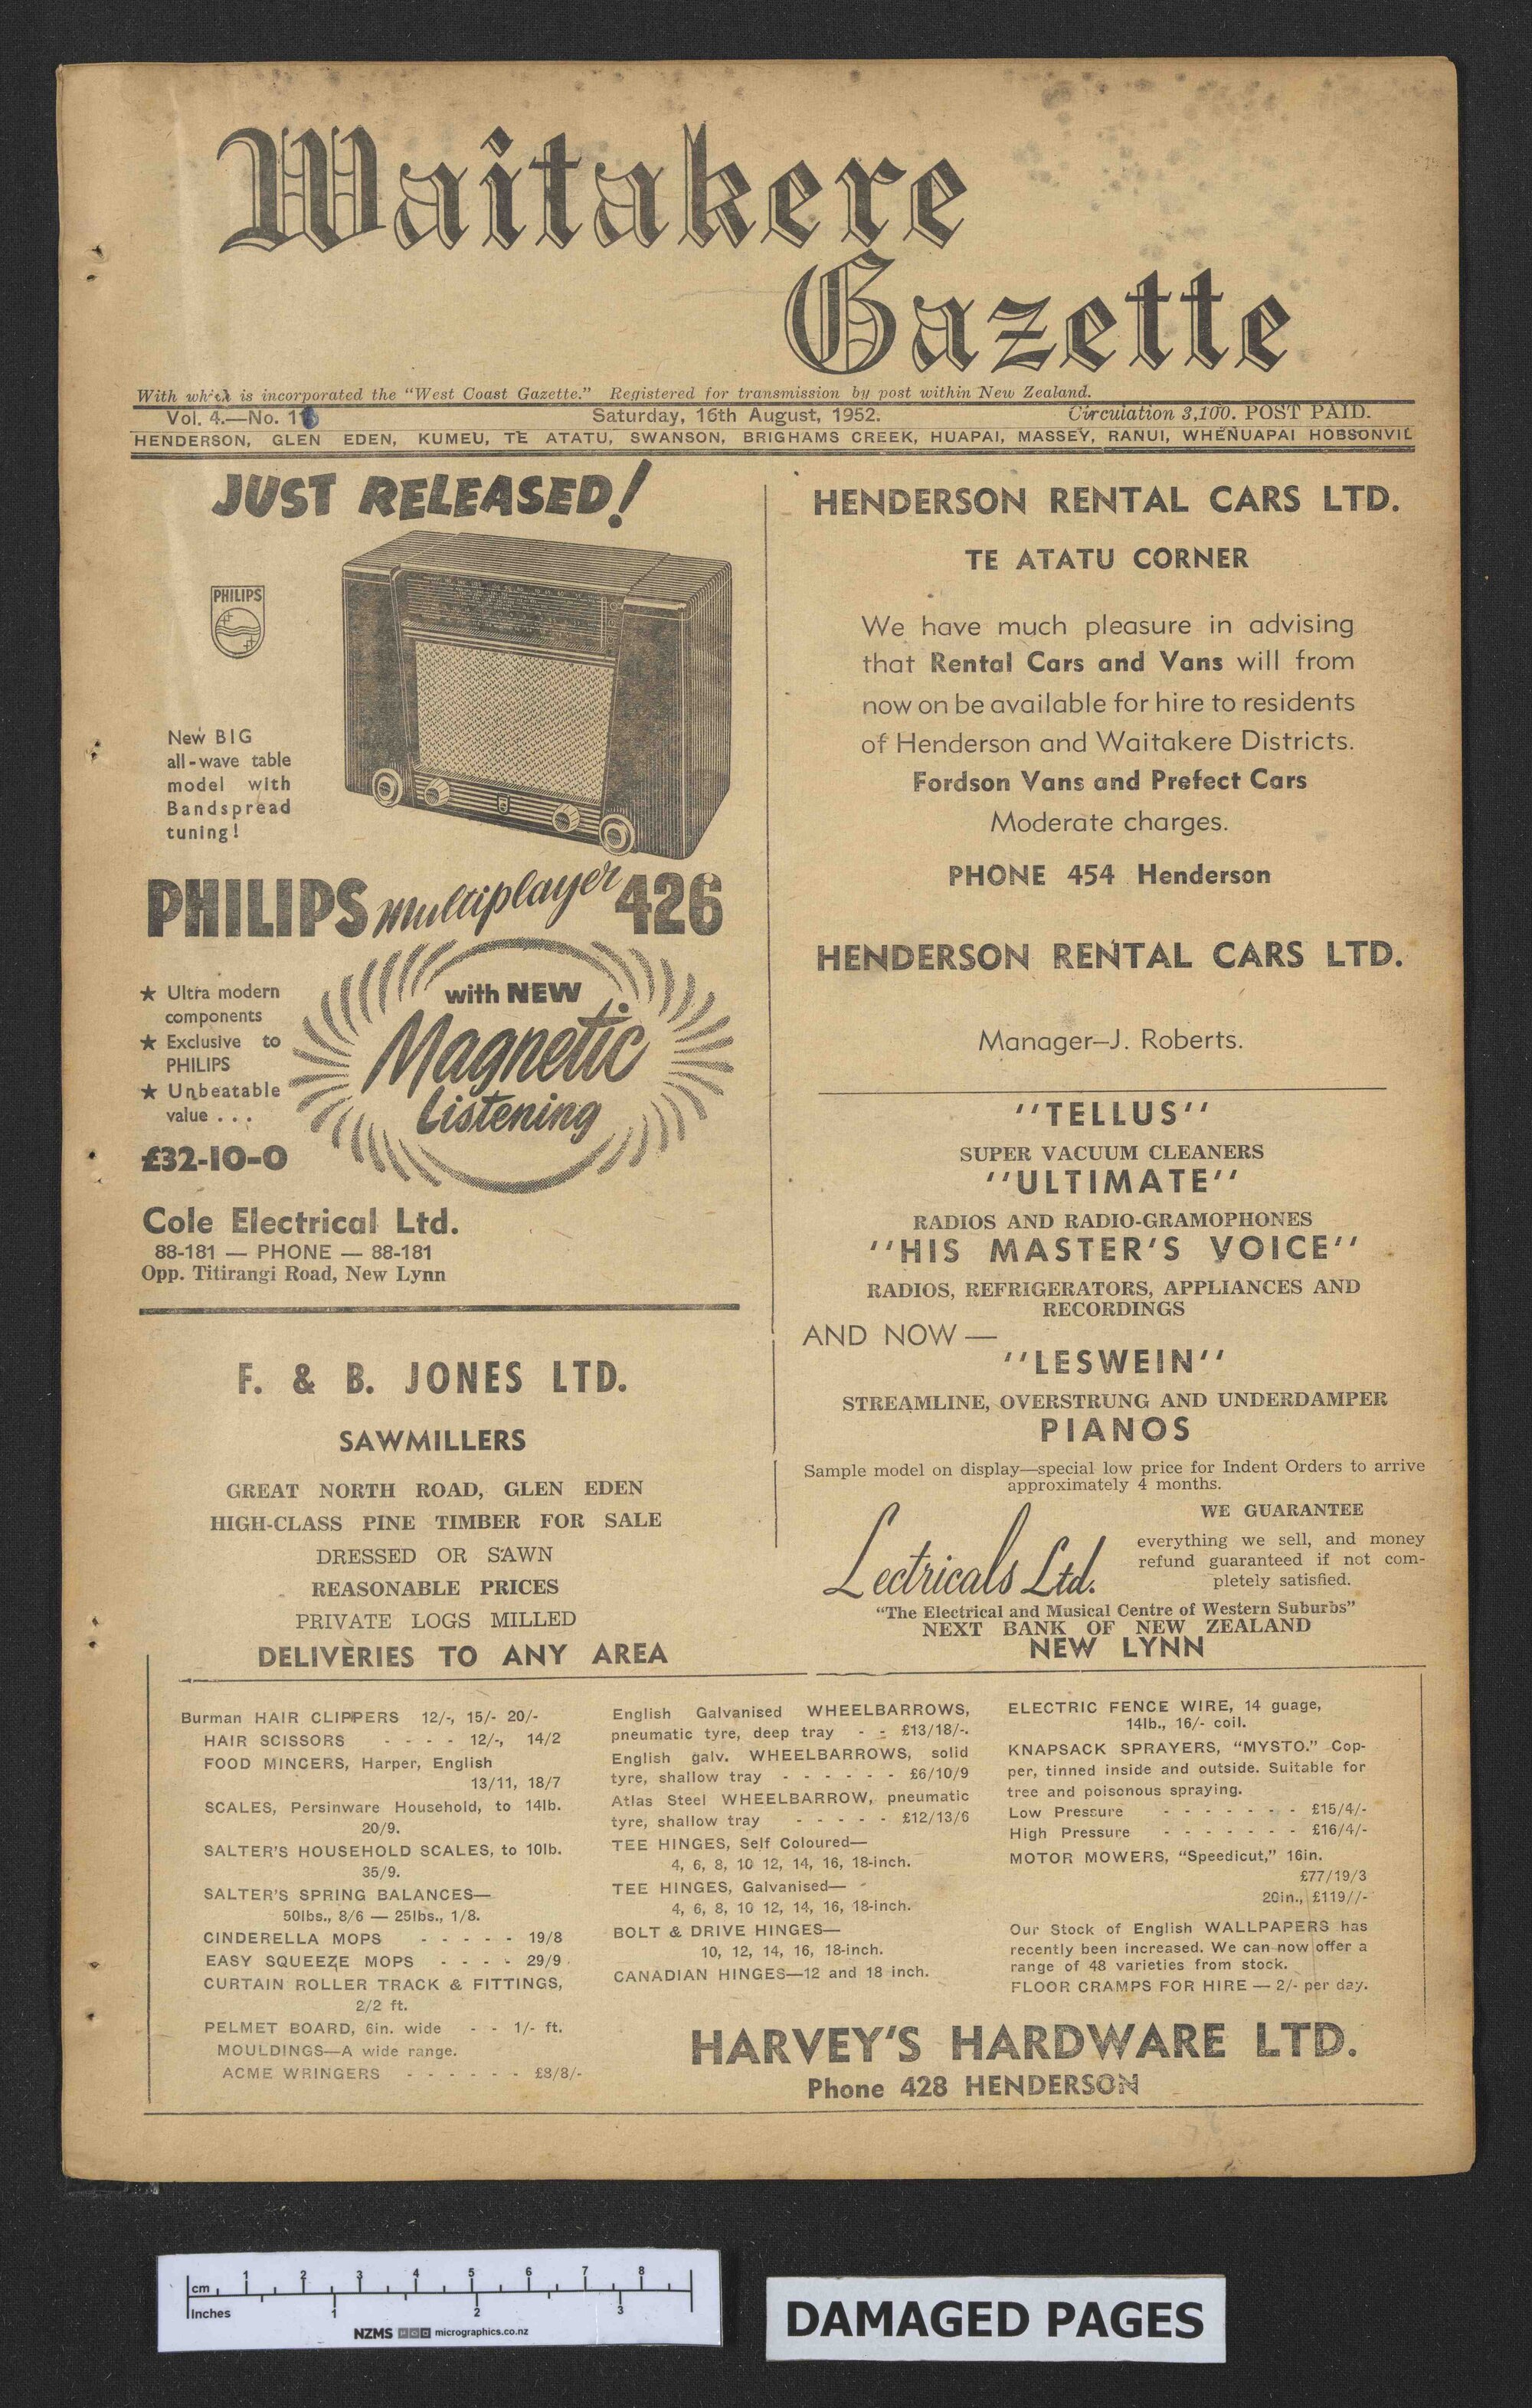 Waitakere
Gazette
With which is incorporated the "West Coast Gazette." Registered for transmission by post within New Zealand.
Vol. 4.—No. 1
Saturday, 16th August, 1952.
Circulation 3,100. POST PAID.
HENDERSON, GLEN EDEN, KUMEU, TE ATATU, SWANSON, BRIGHAMS CREEK, HUAPAI, MASSEY, RANUI, WHENUAPAI HOBSONVIL
JUST RELEASED!
PHILIPS
New BIG
all-wave table
model with
Bandspread
tuning!
PHILIPS multiplayer 426
★ Ultra modern
components
★ Exclusive to
PHILIPS
★ Unbeatable
value . . .
£32-10-0
with NEW
Magnetic
Listening
Cole Electrical Ltd.
88-181 — PHONE — 88-181
Opp. Titirangi Road, New Lynn
F. & B. JONES LTD.
SAWMILLERS
GREAT NORTH ROAD, GLEN EDEN
HIGH-CLASS PINE TIMBER FOR SALE
DRESSED OR SAWN
REASONABLE PRICES
PRIVATE LOGS MILLED
DELIVERIES TO ANY AREA
HENDERSON RENTAL CARS LTD.
TE ATATU CORNER
We have much pleasure in advising
that Rental Cars and Vans will from
now on be available for hire to residents
of Henderson and Waitakere Districts.
Fordson Vans and Prefect Cars
Moderate charges.
PHONE 454 Henderson
HENDERSON RENTAL CARS LTD.
Manager—J. Roberts.
''TELLUS''
SUPER VACUUM CLEANERS
''ULTIMATE''
RADIOS AND RADIO-GRAMOPHONES
''HIS MASTER'S VOICE''
RADIOS, REFRIGERATORS, APPLIANCES AND
RECORDINGS
AND NOW —
''LESWEIN''
STREAMLINE, OVERSTRUNG AND UNDERDAMPER
PIANOS
Sample model on display—special low price for Indent Orders to arrive
approximately 4 months.
Lectricals Ltd.
WE GUARANTEE
everything we sell, and money
refund guaranteed if not com-
pletely satisfied.
"The Electrical and Musical Centre of Western Suburbs"
NEXT BANK OF NEW ZEALAND
NEW LYNN
Burman HAIR CLIPPERS 12/-, 15/- 20/-
HAIR SCISSORS - - - - 12/-, 14/2
FOOD MINCERS, Harper, English
13/11, 18/7
SCALES, Persinware Household, to 14lb.
20/9.
SALTER'S HOUSEHOLD SCALES, to 10lb.
35/9.
SALTER'S SPRING BALANCES—
50lbs., 8/6 — 25lbs., 1/8.
CINDERELLA MOPS - - - - - 19/8
EASY SQUEEZE MOPS - - - - 29/9
CURTAIN ROLLER TRACK & FITTINGS,
2/2 ft.
PELMET BOARD, 6in. wide - - 1/- ft.
MOULDINGS—A wide range.
ACME WRINGERS - - - - - - £8/8/-
English Galvanised WHEELBARROWS,
pneumatic tyre, deep tray - - £13/18/-.
English galv. WHEELBARROWS, solid
tyre, shallow tray - - - - - - £6/10/9
Atlas Steel WHEELBARROW, pneumatic
tyre, shallow tray - - - - - £12/13/6
TEE HINGES, Self Coloured—
4, 6, 8, 10 12, 14, 16, 18-inch.
TEE HINGES, Galvanised—
4, 6, 8, 10 12, 14, 16, 18-inch.
BOLT & DRIVE HINGES—
10, 12, 14, 16, 18-inch.
CANADIAN HINGES—12 and 18 inch.
ELECTRIC FENCE WIRE, 14 guage,
14lb., 16/- coil.
KNAPSACK SPRAYERS, "MYSTO." Cop-
per, tinned inside and outside. Suitable for
tree and poisonous spraying.
Low Pressure - - - - - - - £15/4/-
High Pressure - - - - - - - £16/4/-
MOTOR MOWERS, "Speedicut," 16in.
£77/19/3
20in., £119//-
Our Stock of English WALLPAPERS has
recently been increased. We can now offer a
range of 48 varieties from stock.
FLOOR CRAMPS FOR HIRE — 2/- per day.
HARVEY'S HARDWARE LTD.
Phone 428 HENDERSON
cm 1 2 3 4 5 6 7 8
Inches 1 2 3
NZMS micrographics.co.nz
DAMAGED PAGES